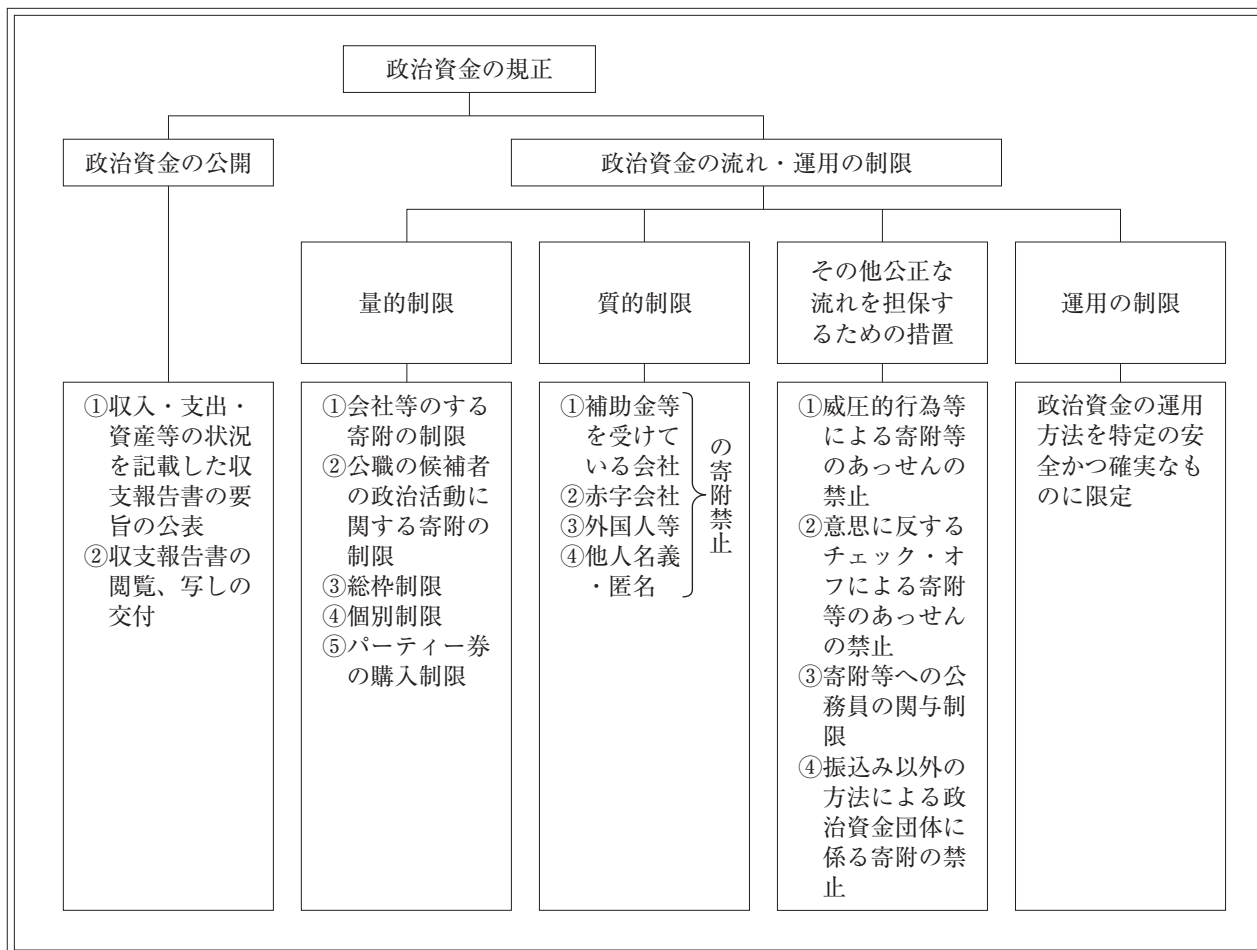 政治資金の規正
政治資金の公開
政治資金の流れ・運用の制限
量的制限
質的制限
その他公正な
流れを担保す
るための措置
運用の制限
①収入・支出・
資産等の状況
を記載した収
支報告書の要
旨の公表
②収支報告書の
閲覧、写しの
交付
①会社等のする
寄附の制限
②公職の候補者
の政治活動に
関する寄附の
制限
③総枠制限
④個別制限
⑤パーティー券
の購入制限
①補助金等
を受けて
いる会社
②赤字会社
③外国人等
④他人名義
・匿名
の寄附禁止
①威圧的行為等
による寄附等
のあっせんの
禁止
②意思に反する
チェック・オ
フによる寄附
等のあっせん
の禁止
③寄附等への公
務員の関与制
限
④振込み以外の
方法による政
治資金団体に
係る寄附の禁
止
政治資金の運用
方法を特定の安
全かつ確実なも
のに限定